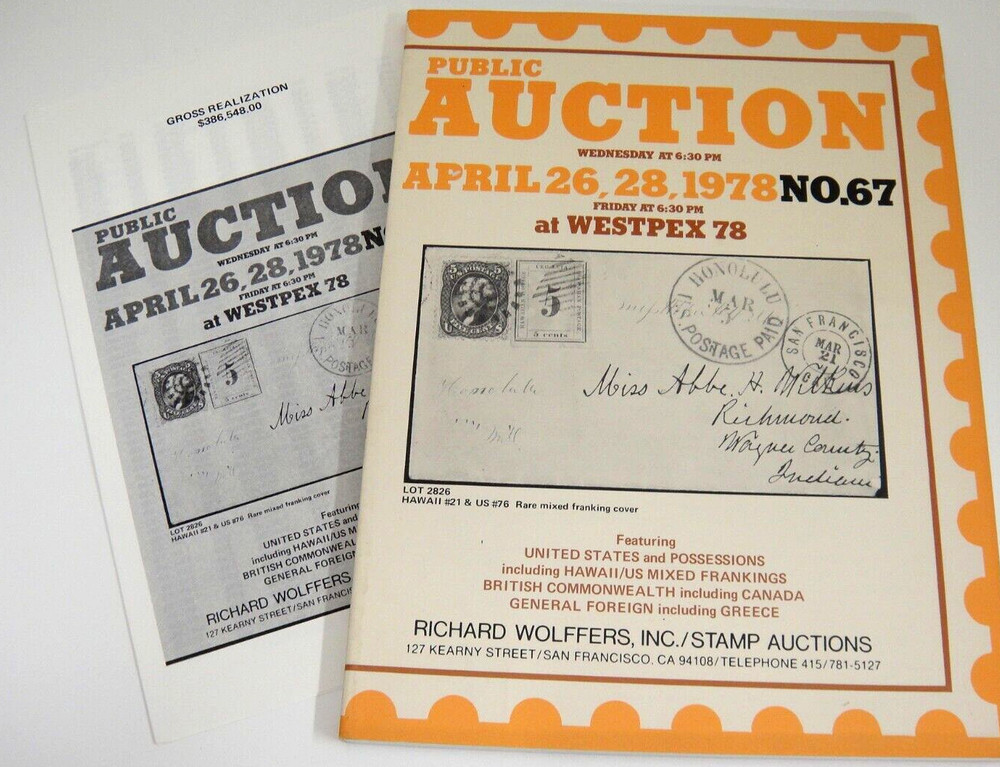 GROSS REALIZATION
$386,548.00
PUBLIC
AUCTIO
WEDNESDAY AT 6:30 PM
APRIL 26, 28, 1978
FRIDAY AT 6:30 PM
at WESTPEX 78
MAR
POSTAGE
5
5 cents
Miss Abbe
Honolulu
LOT 2826
HAWAII #21 & US #76 Rare mixed franking cover
Featuring
UNITED STATES and
including HAWAII/US M
BRITISH COMMONWEAL
GENERAL FOREIGN
RICHARD WOLFFERS
127 KEARNY STREET/SAN FRANCISC
PUBLIC
AUCTION
WEDNESDAY AT 6:30 PM
APRIL 26, 28, 1978 NO.67
FRIDAY AT 6:30 PM
at WESTPEX 78
5
5 cents
HONOLULU
MAR
U.S. POSTAGE PAID
SAN FRANCISCO
MAR
21
Honolulu
Miss Abbe. H. Wilkins
Richmond.
Wayne County
Indiana
LOT 2826
HAWAII #21 & US #76 Rare mixed franking cover
Featuring
UNITED STATES and POSSESSIONS
including HAWAII/US MIXED FRANKINGS
BRITISH COMMONWEALTH including CANADA
GENERAL FOREIGN including GREECE
RICHARD WOLFFERS, INC./STAMP AUCTIONS
127 KEARNY STREET/SAN FRANCISCO, CA 94108/TELEPHONE 415/781-5127